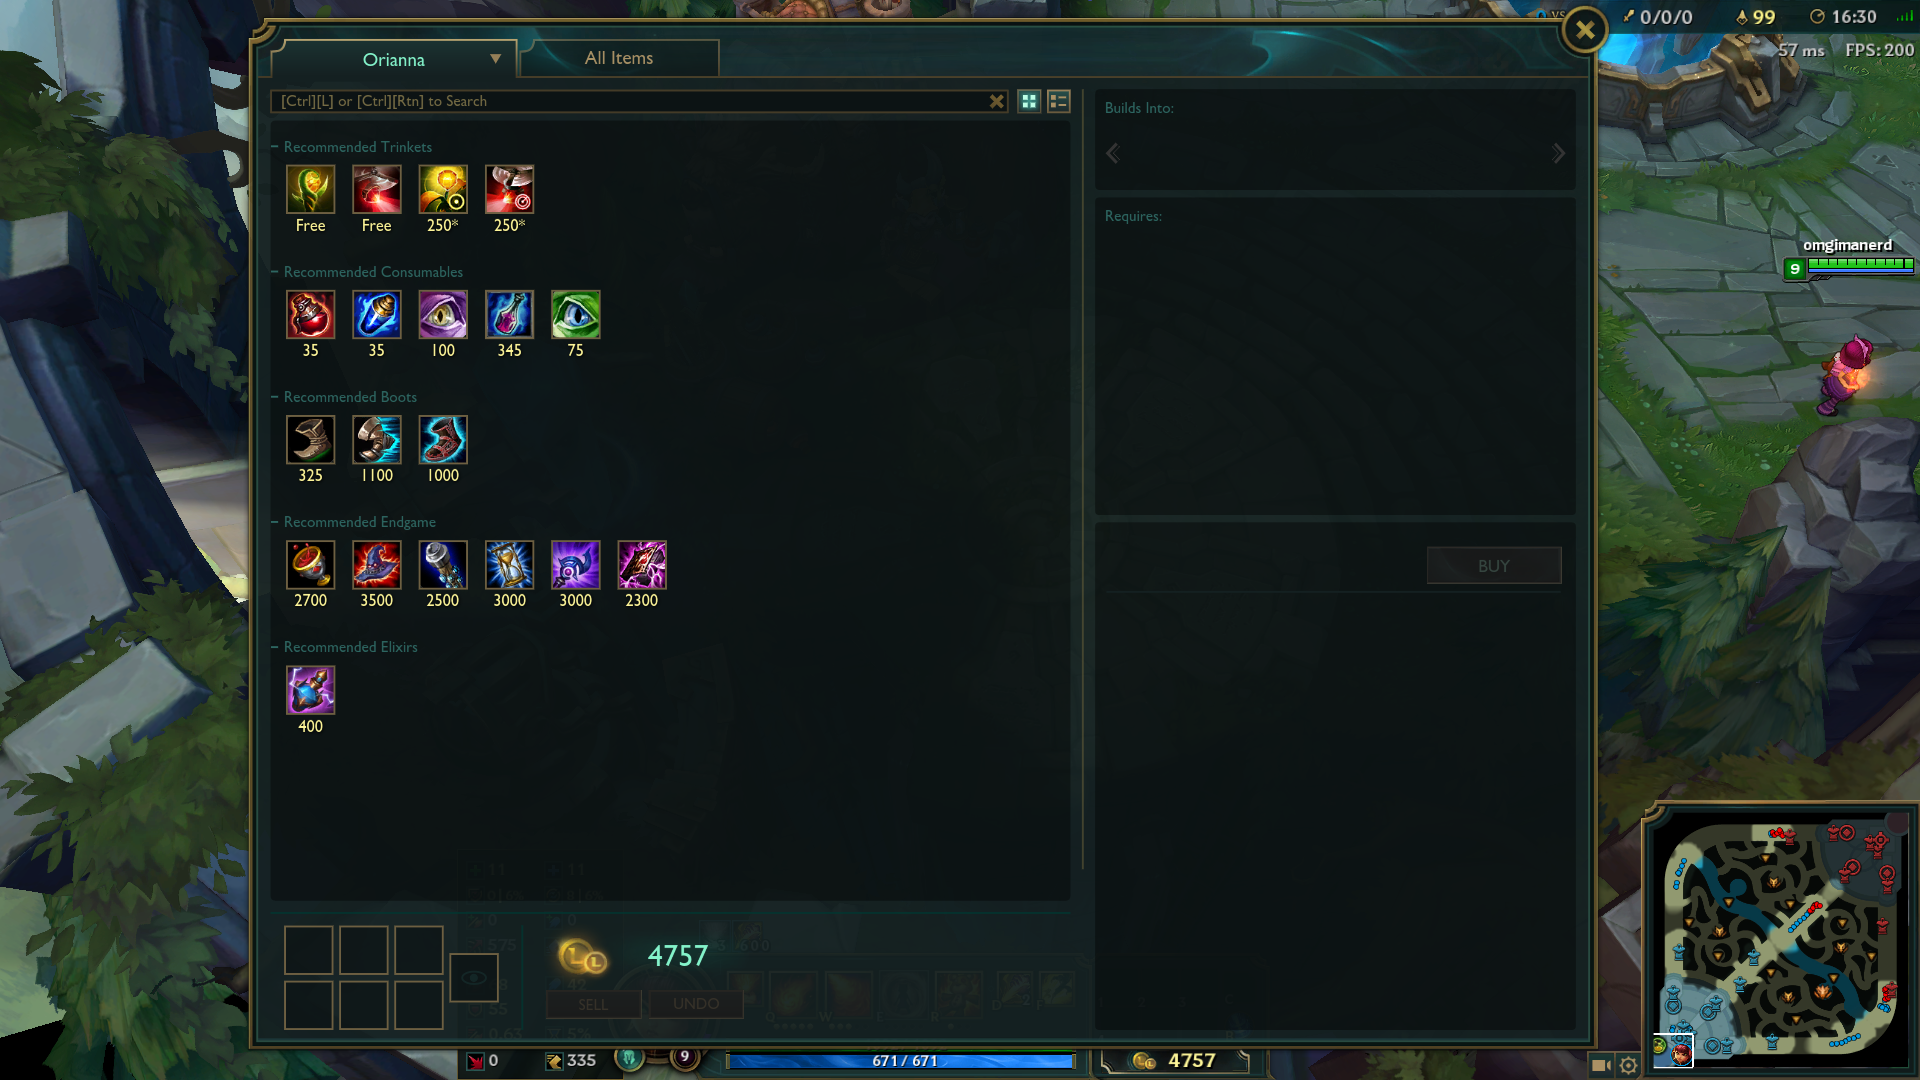 VS
0/0/0
99
16:30
57 ms FPS: 200
Orianna
All Items
[Ctrl][L] or [Ctrl][Rtn] to Search
Recommended Trinkets
Free
Free
250*
250*
Recommended Consumables
35
35
100
345
75
Recommended Boots
325
1100
1000
Recommended Endgame
2700
3500
2500
3000
3000
2300
Recommended Elixirs
400
Builds Into:
Requires:
BUY
omgimanerd
9
4757
SELL
UNDO
0
335
9
671 / 671
4757